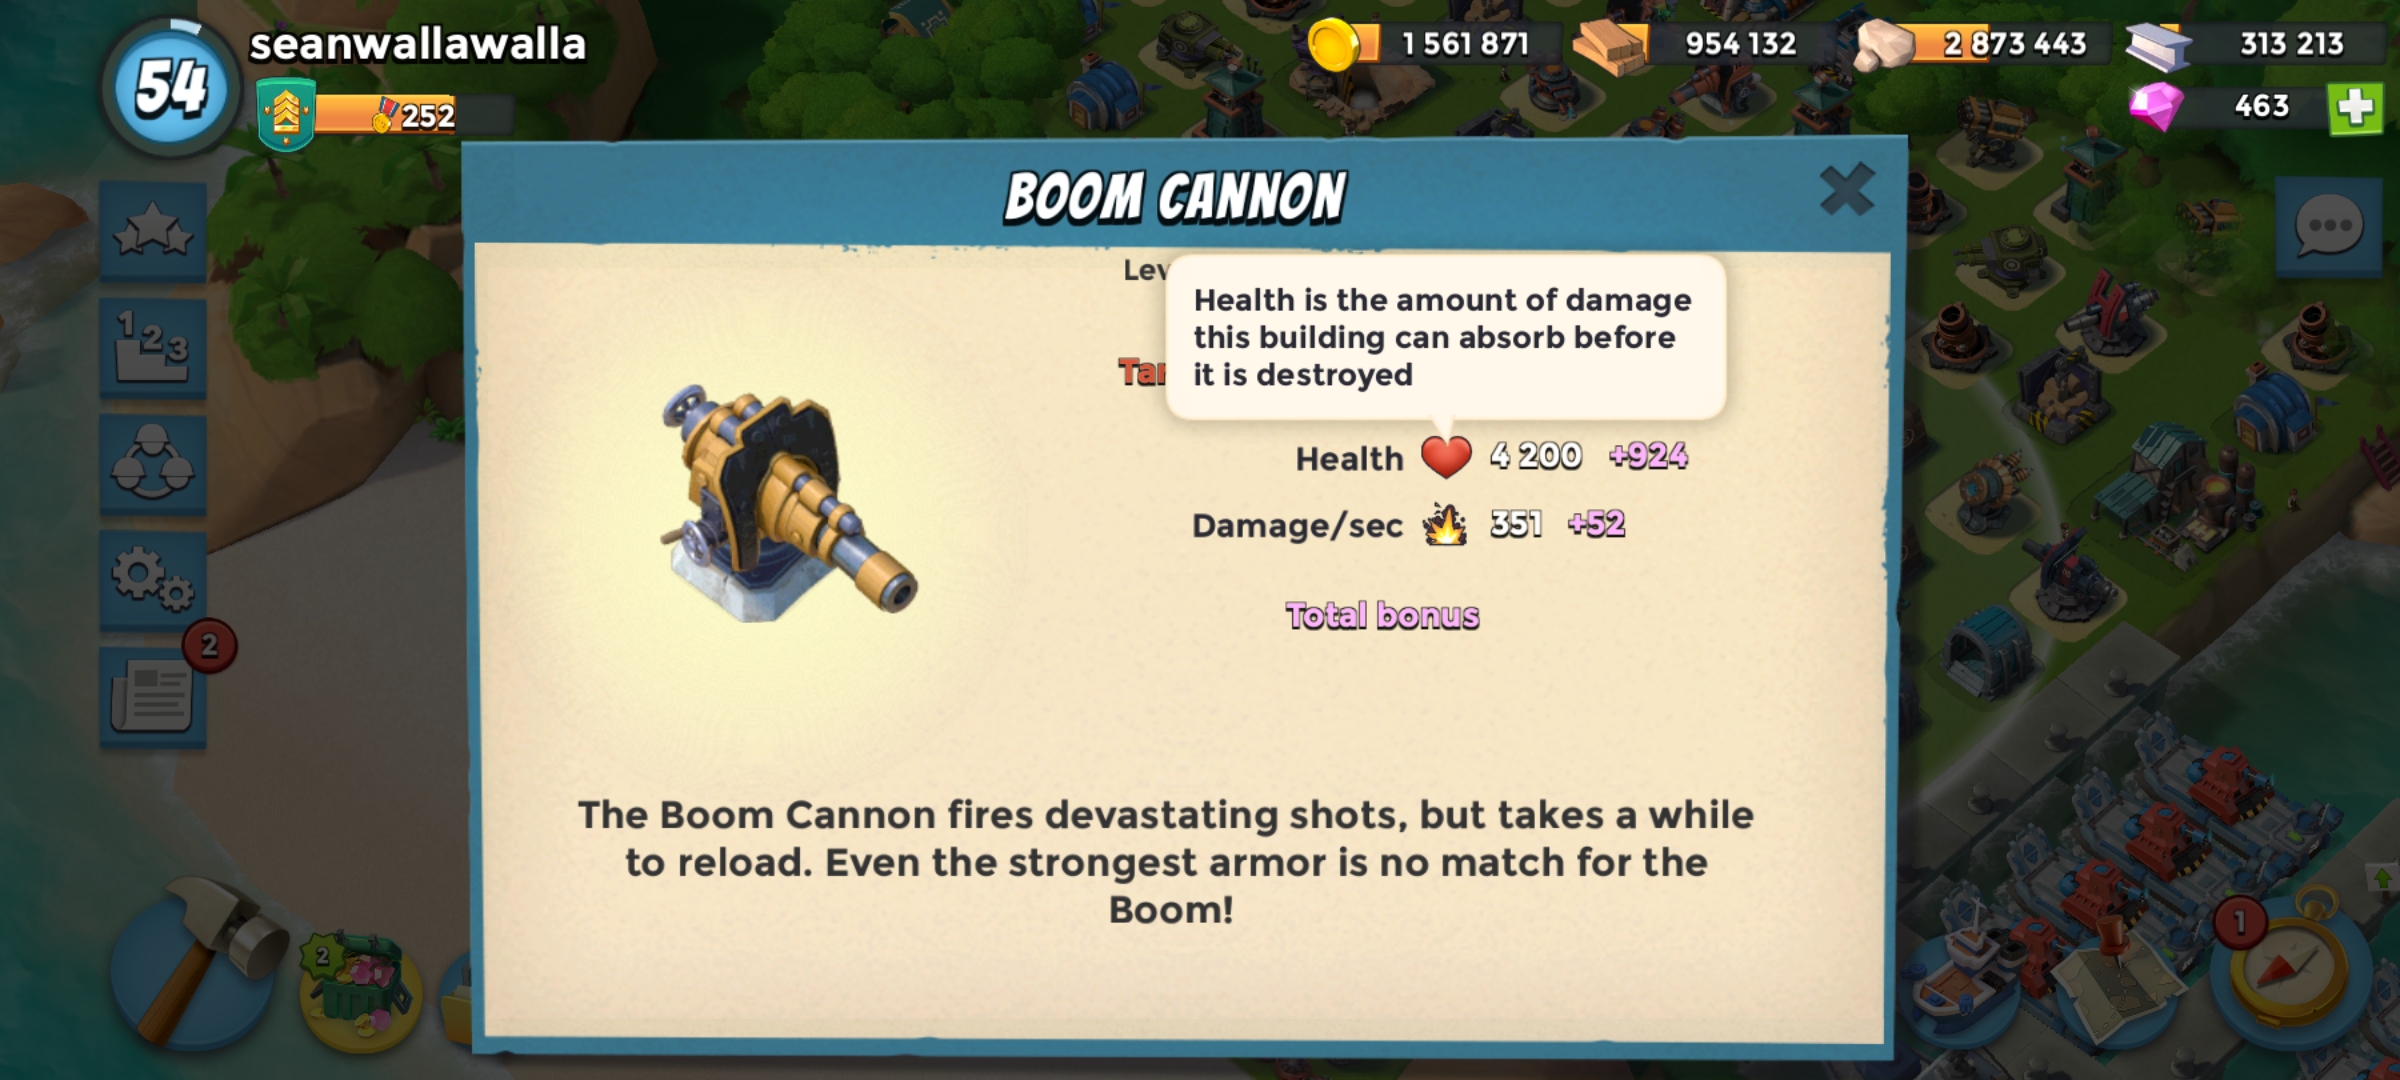 54
seanwallawalla
252
1 561 871
954 132
2 873 443
313 213
463
BOOM CANNON
Health is the amount of damage
this building can absorb before
it is destroyed
Health 4 200 +924
Damage/sec 351 +52
Total bonus
The Boom Cannon fires devastating shots, but takes a while
to reload. Even the strongest armor is no match for the
Boom!
1 2 3
2
2
1